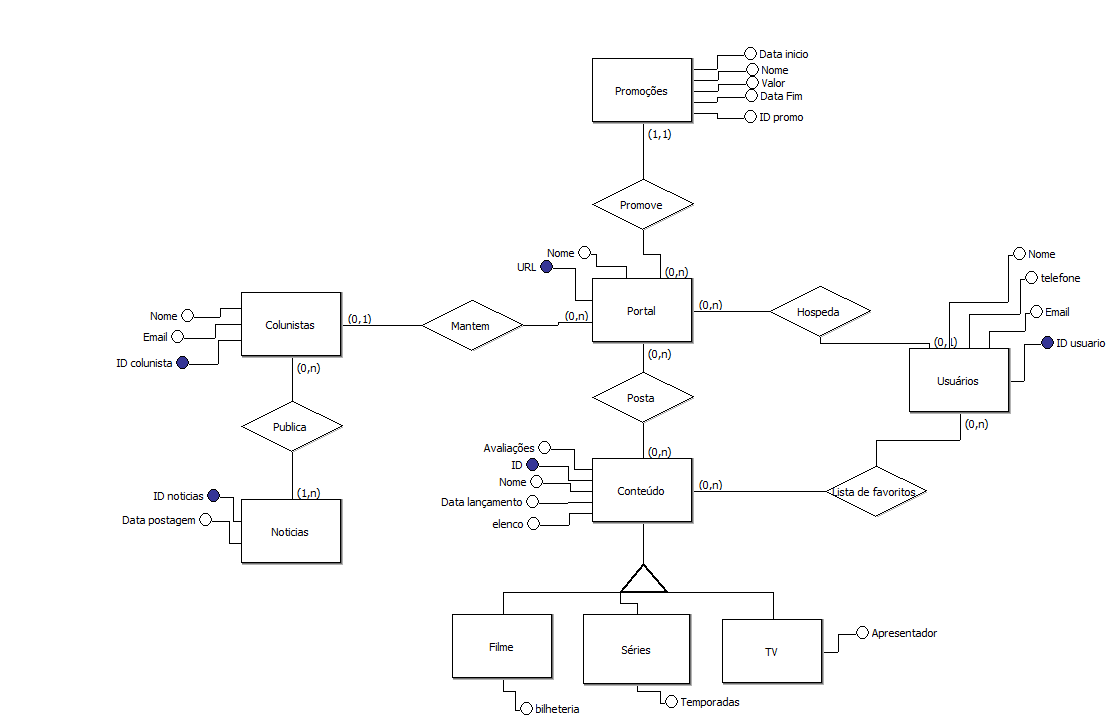 Data inicio
Nome
Valor
Data Fim
ID promo
Promoções
(1,1)
Promove
Nome
URL
(0,n)
Portal
(0,n)
(0,n)
(0,n)
Hospeda
Nome
telefone
Email
ID usuario
(0,1)
Usuários
(0,n)
Nome
Email
ID colunista
Colunistas
(0,1)
Mantem
(0,n)
Publica
(1,n)
ID noticias
Data postagem
Noticias
Posta
(0,n)
Avaliações
ID
Nome
Data lançamento
elenco
Conteúdo
(0,n)
Lista de favoritos
Filme
Séries
TV
Apresentador
bilheteria
Temporadas